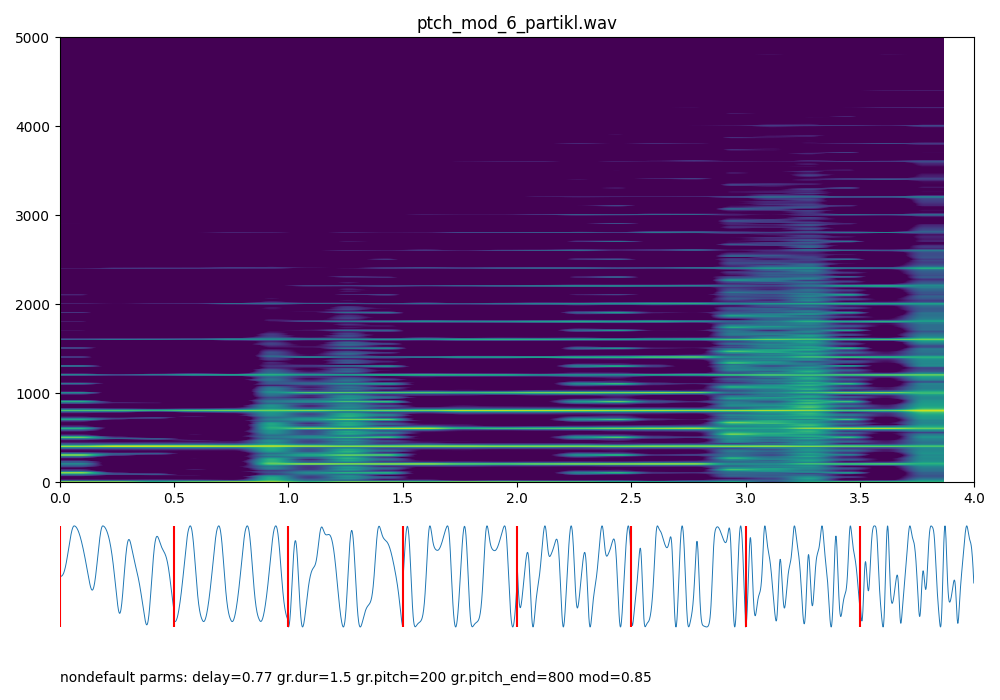 ptch_mod_6_partikl.wav
5000
4000
3000
2000
1000
0
0.0 0.5 1.0 1.5 2.0 2.5 3.0 3.5 4.0
nondefault parms: delay=0.77 gr.dur=1.5 gr.pitch=200 gr.pitch_end=800 mod=0.85